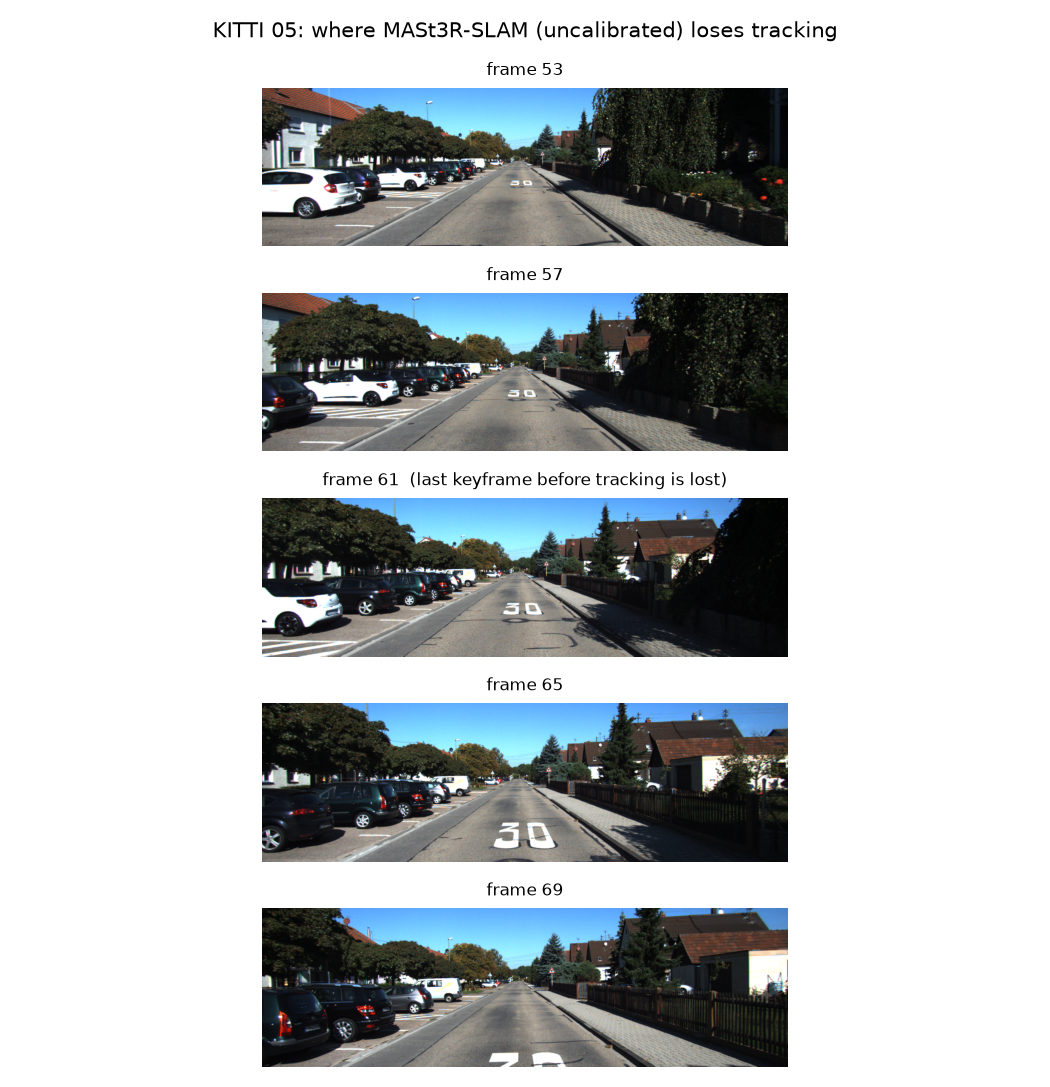 KITTI 05: where MASt3R-SLAM (uncalibrated) loses tracking
frame 53
30
frame 57
30
frame 61  (last keyframe before tracking is lost)
30
frame 65
30
frame 69
30